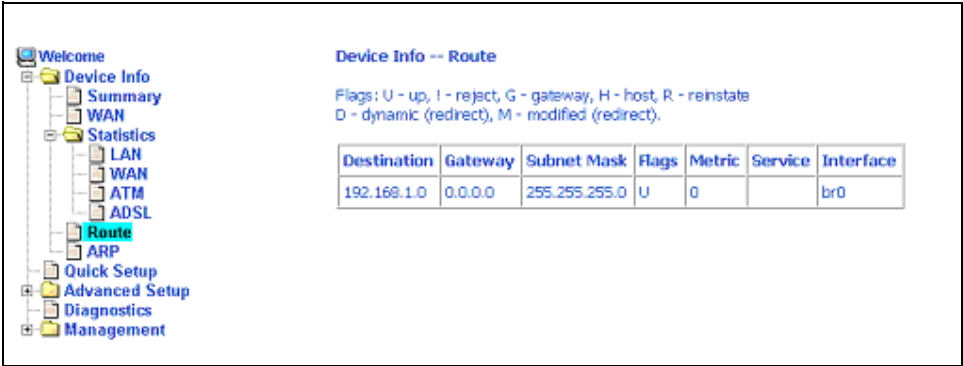 Welcome
Device Info
Summary
WAN
Statistics
LAN
WAN
ATM
ADSL
Route
ARP
Quick Setup
Advanced Setup
Diagnostics
Management
Device Info -- Route
Flags: U - up, ! - reject, G - gateway, H - host, R - reinstate
D - dynamic (redirect), M - modified (redirect).
Destination Gateway Subnet Mask Flags Metric Service Interface
192.168.1.0 0.0.0.0 255.255.255.0 U 0 br0